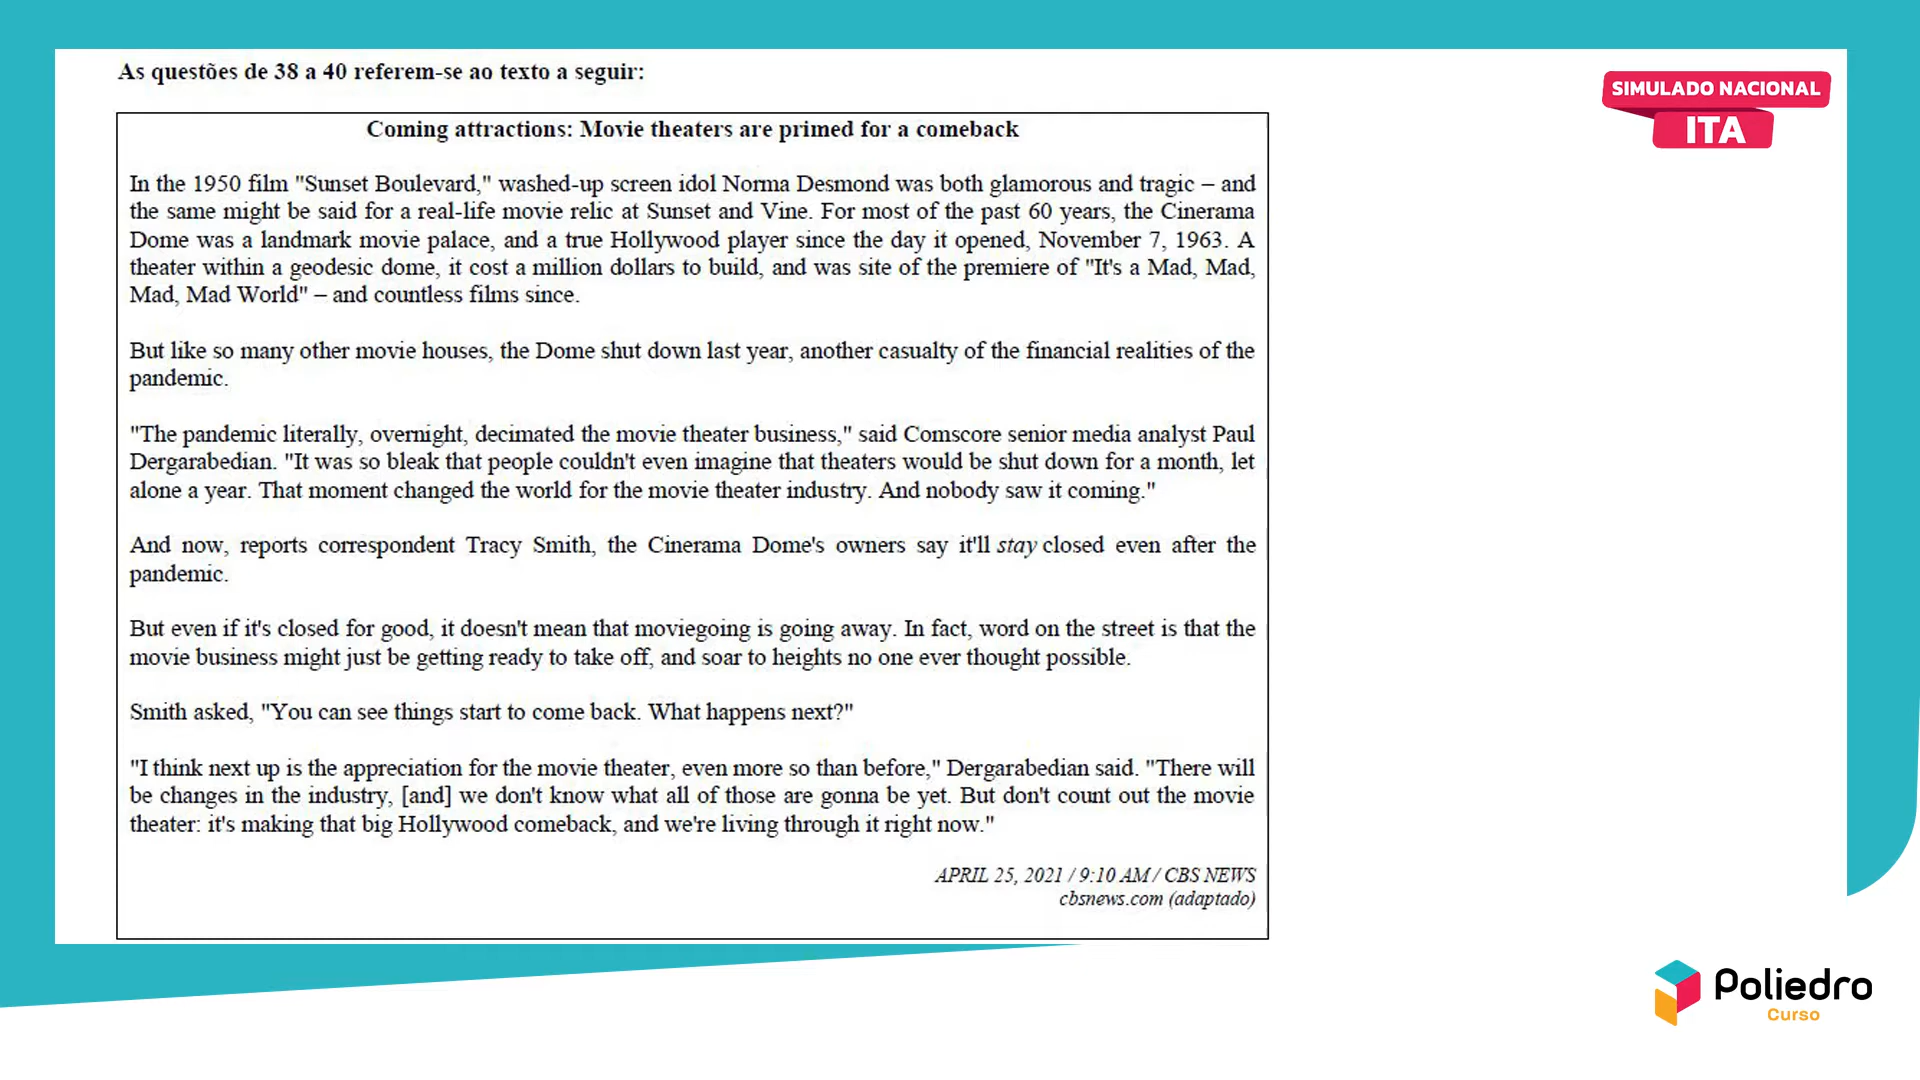 As questões de 38 a 40 referem-se ao texto a seguir:
SIMULADO NACIONAL
ITA
Coming attractions: Movie theaters are primed for a comeback
In the 1950 film "Sunset Boulevard," washed-up screen idol Norma Desmond was both glamorous and tragic – and
the same might be said for a real-life movie relic at Sunset and Vine. For most of the past 60 years, the Cinerama
Dome was a landmark movie palace, and a true Hollywood player since the day it opened, November 7, 1963. A
theater within a geodesic dome, it cost a million dollars to build, and was site of the premiere of "It's a Mad, Mad,
Mad, Mad World" – and countless films since.
But like so many other movie houses, the Dome shut down last year, another casualty of the financial realities of the
pandemic.
"The pandemic literally, overnight, decimated the movie theater business," said Comscore senior media analyst Paul
Dergarabedian. "It was so bleak that people couldn't even imagine that theaters would be shut down for a month, let
alone a year. That moment changed the world for the movie theater industry. And nobody saw it coming."
And now, reports correspondent Tracy Smith, the Cinerama Dome's owners say it'll stay closed even after the
pandemic.
But even if it's closed for good, it doesn't mean that moviegoing is going away. In fact, word on the street is that the
movie business might just be getting ready to take off, and soar to heights no one ever thought possible.
Smith asked, "You can see things start to come back. What happens next?"
"I think next up is the appreciation for the movie theater, even more so than before," Dergarabedian said. "There will
be changes in the industry, [and] we don't know what all of those are gonna be yet. But don't count out the movie
theater: it's making that big Hollywood comeback, and we're living through it right now."
APRIL 25, 2021 / 9:10 AM / CBS NEWS
cbsnews.com (adaptado)
Poliedro
Curso